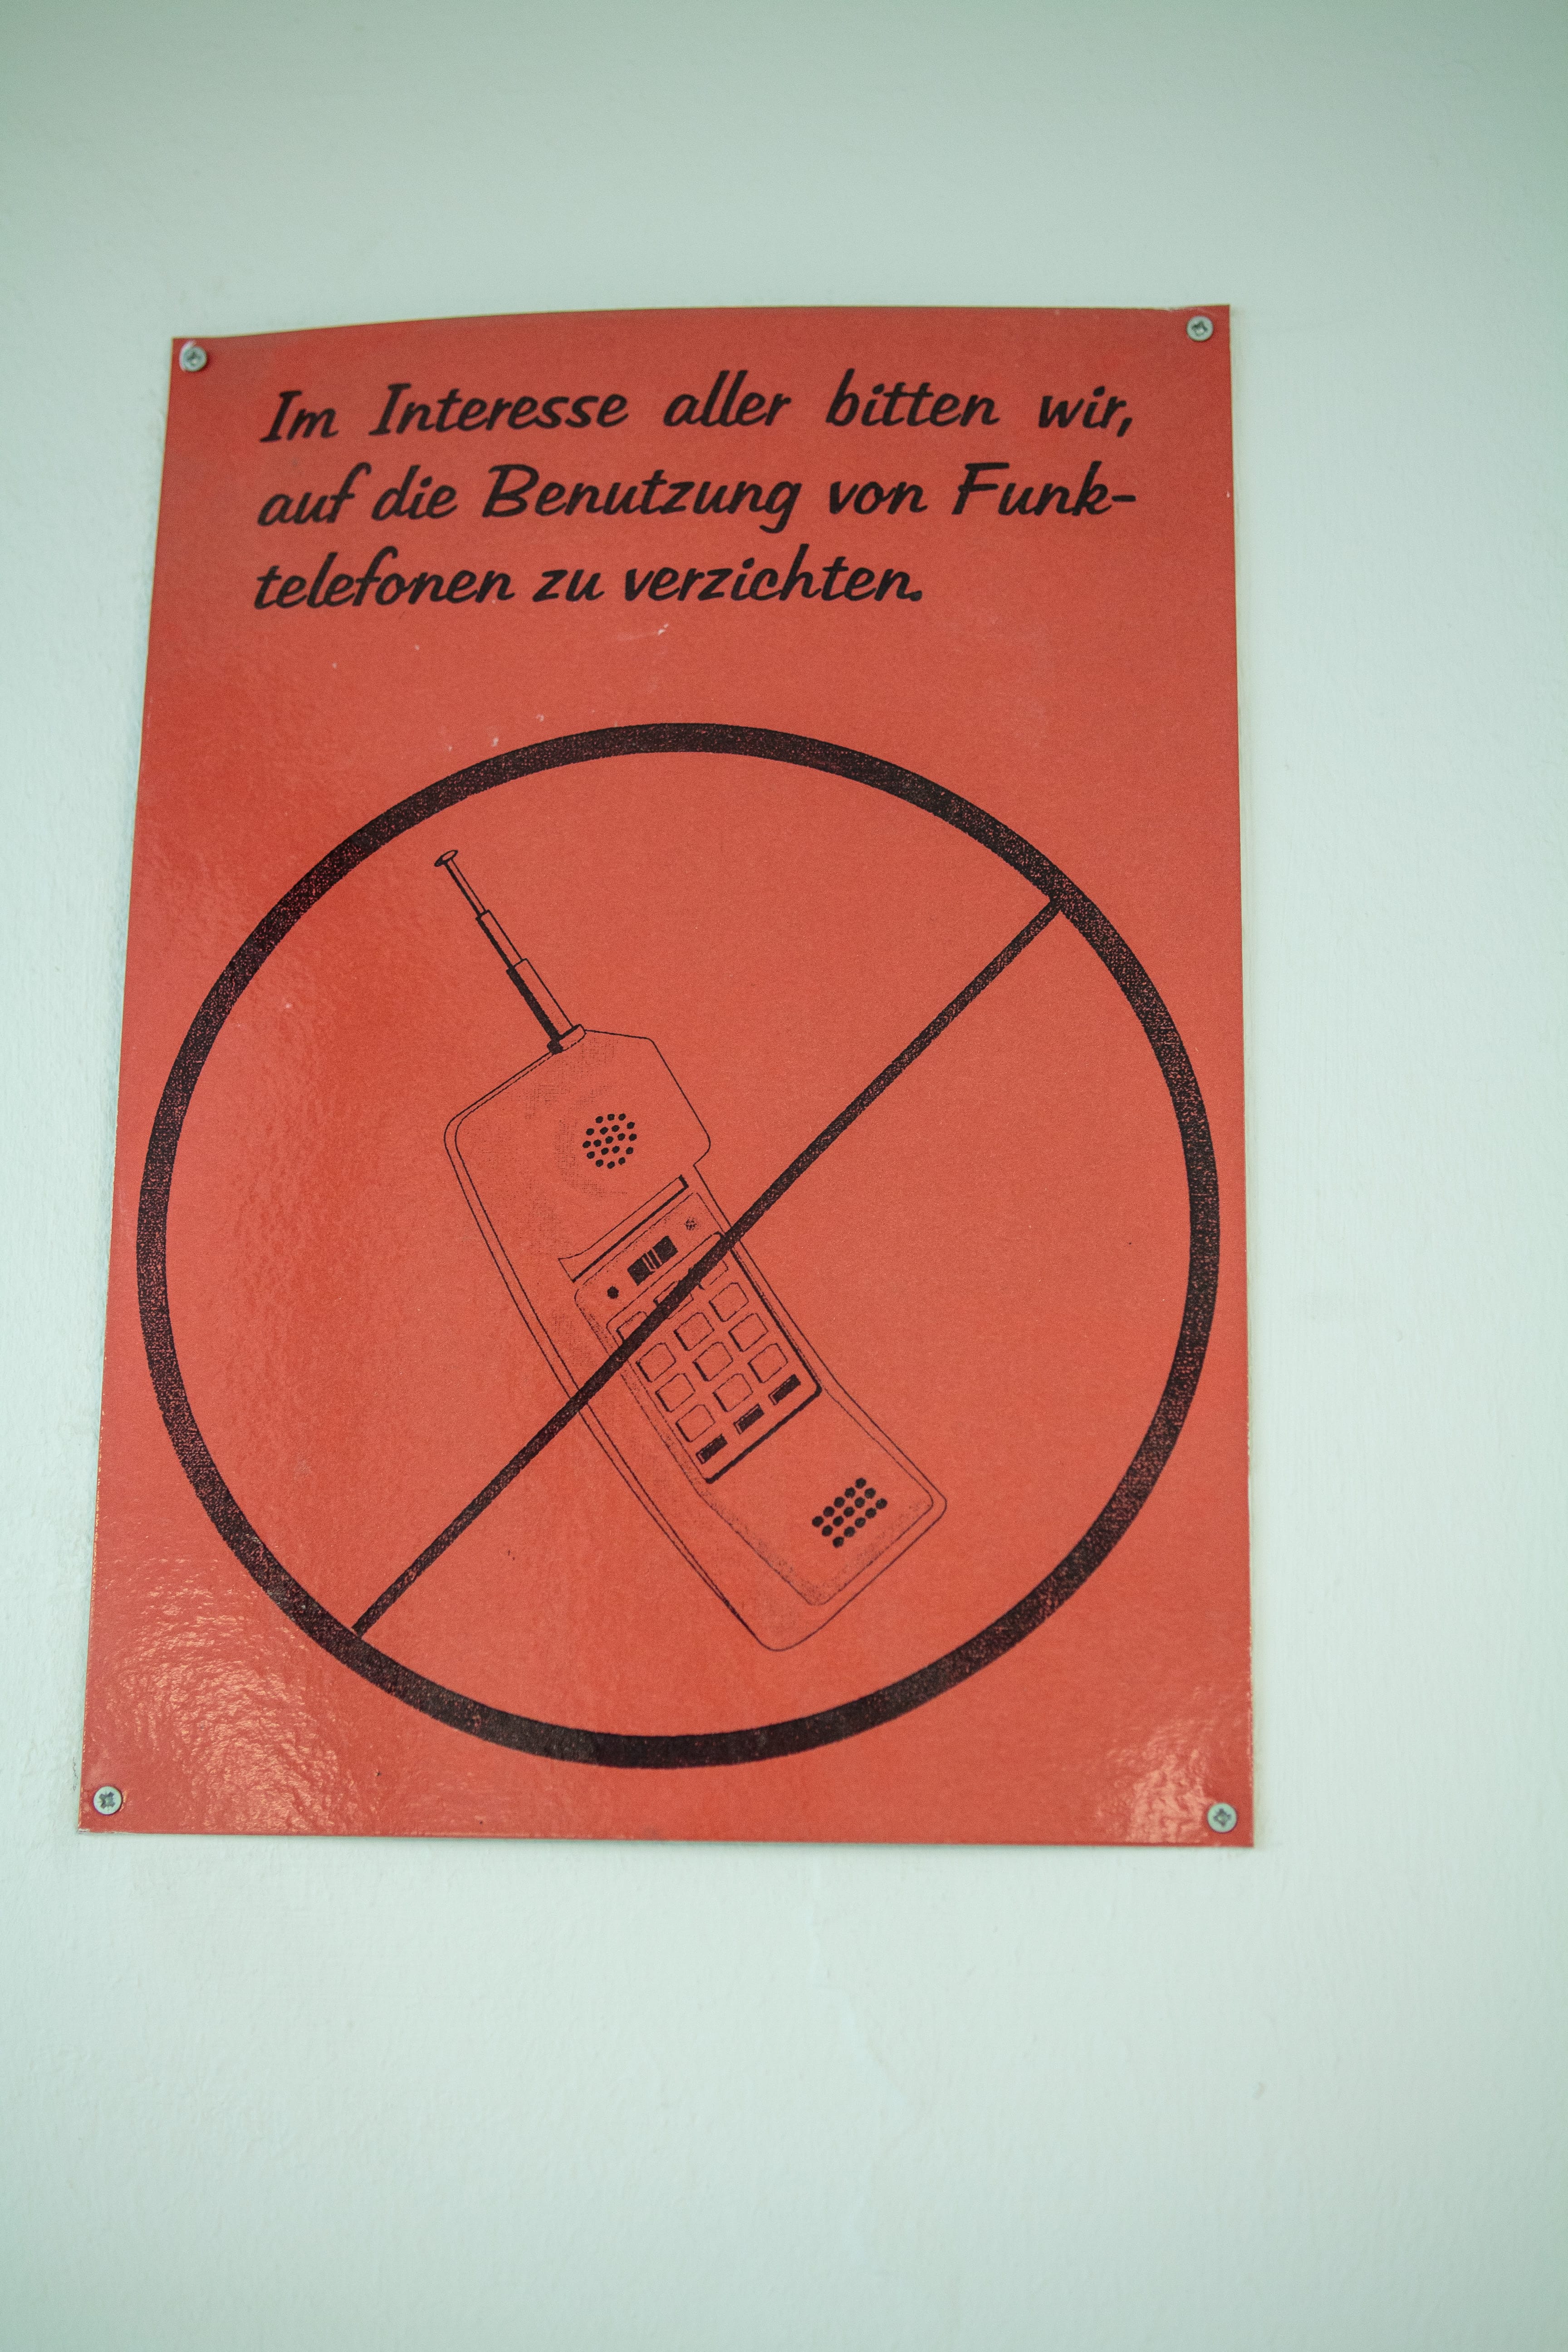 Im Interesse aller bitten wir,
auf die Benutzung von Funk-
telefonen zu verzichten.